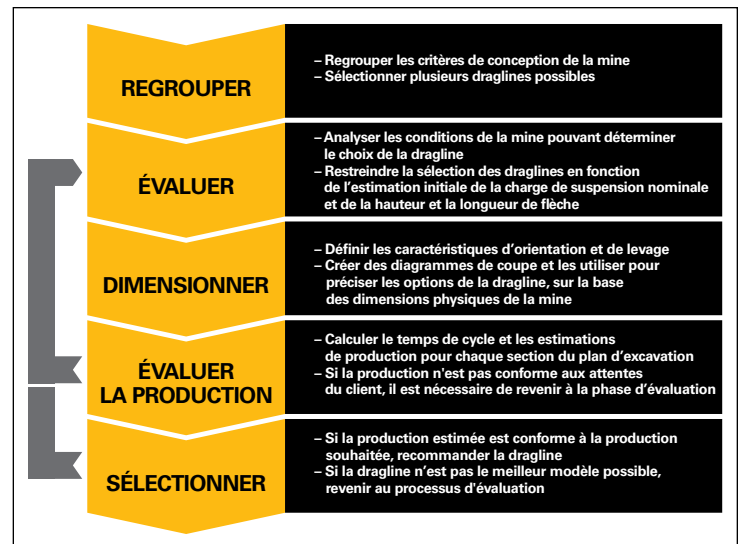 REGROUPER
– Regrouper les critères de conception de la mine
– Sélectionner plusieurs draglines possibles
ÉVALUER
– Analyser les conditions de la mine pouvant déterminer
le choix de la dragline
– Restreindre la sélection des draglines en fonction
de l’estimation initiale de la charge de suspension nominale
et de la hauteur et la longueur de flèche
DIMENSIONNER
– Définir les caractéristiques d’orientation et de levage
– Créer des diagrammes de coupe et les utiliser pour
préciser les options de la dragline, sur la base
des dimensions physiques de la mine
ÉVALUER
LA PRODUCTION
– Calculer le temps de cycle et les estimations
de production pour chaque section du plan d’excavation
– Si la production n'est pas conforme aux attentes
du client, il est nécessaire de revenir à la phase d’évaluation
SÉLECTIONNER
– Si la production estimée est conforme à la production
souhaitée, recommander la dragline
– Si la dragline n’est pas le meilleur modèle possible,
revenir au processus d'évaluation